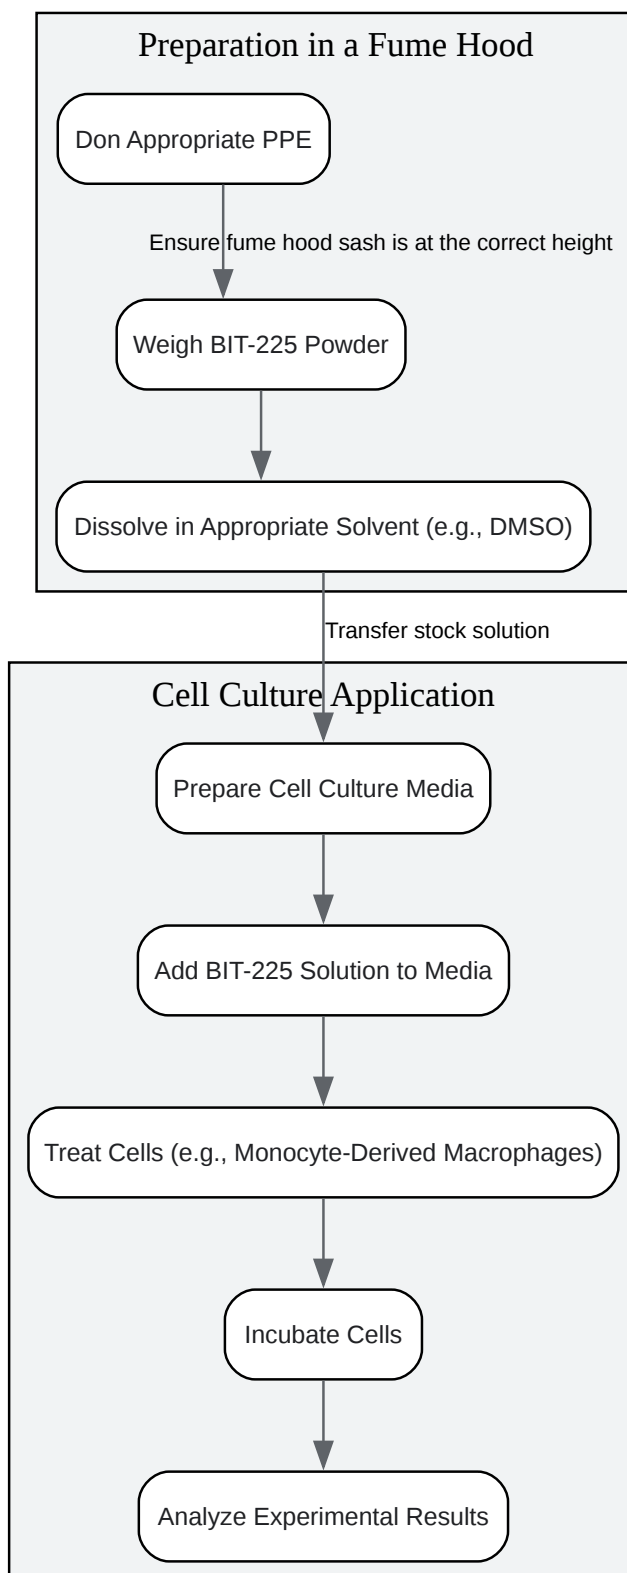 Preparation in a Fume Hood
Don Appropriate PPE
Ensure fume hood sash is at the correct height
Weigh BIT-225 Powder
Dissolve in Appropriate Solvent (e.g., DMSO)
Transfer stock solution
Cell Culture Application
Prepare Cell Culture Media
Add BIT-225 Solution to Media
Treat Cells (e.g., Monocyte-Derived Macrophages)
Incubate Cells
Analyze Experimental Results